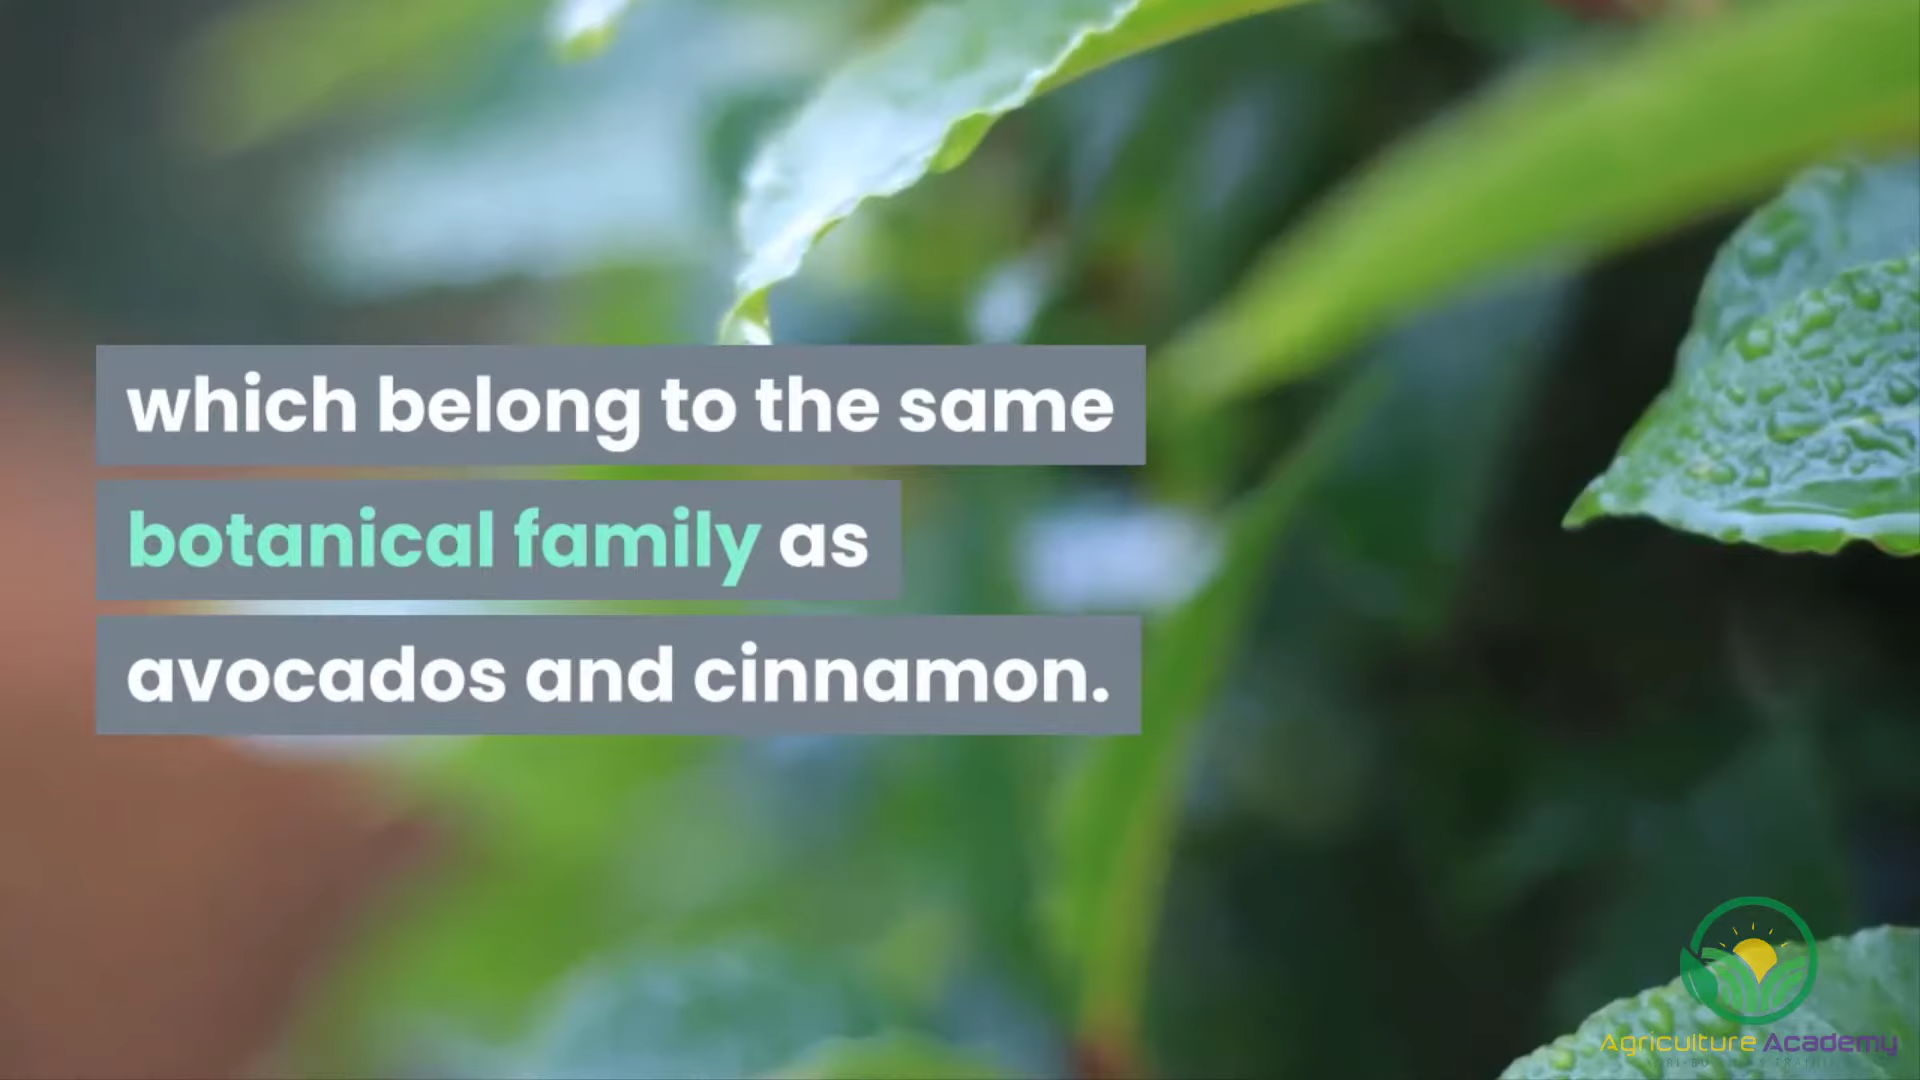 which belong to the same
botanical family as
avocados and cinnamon.
Agriculture Academy